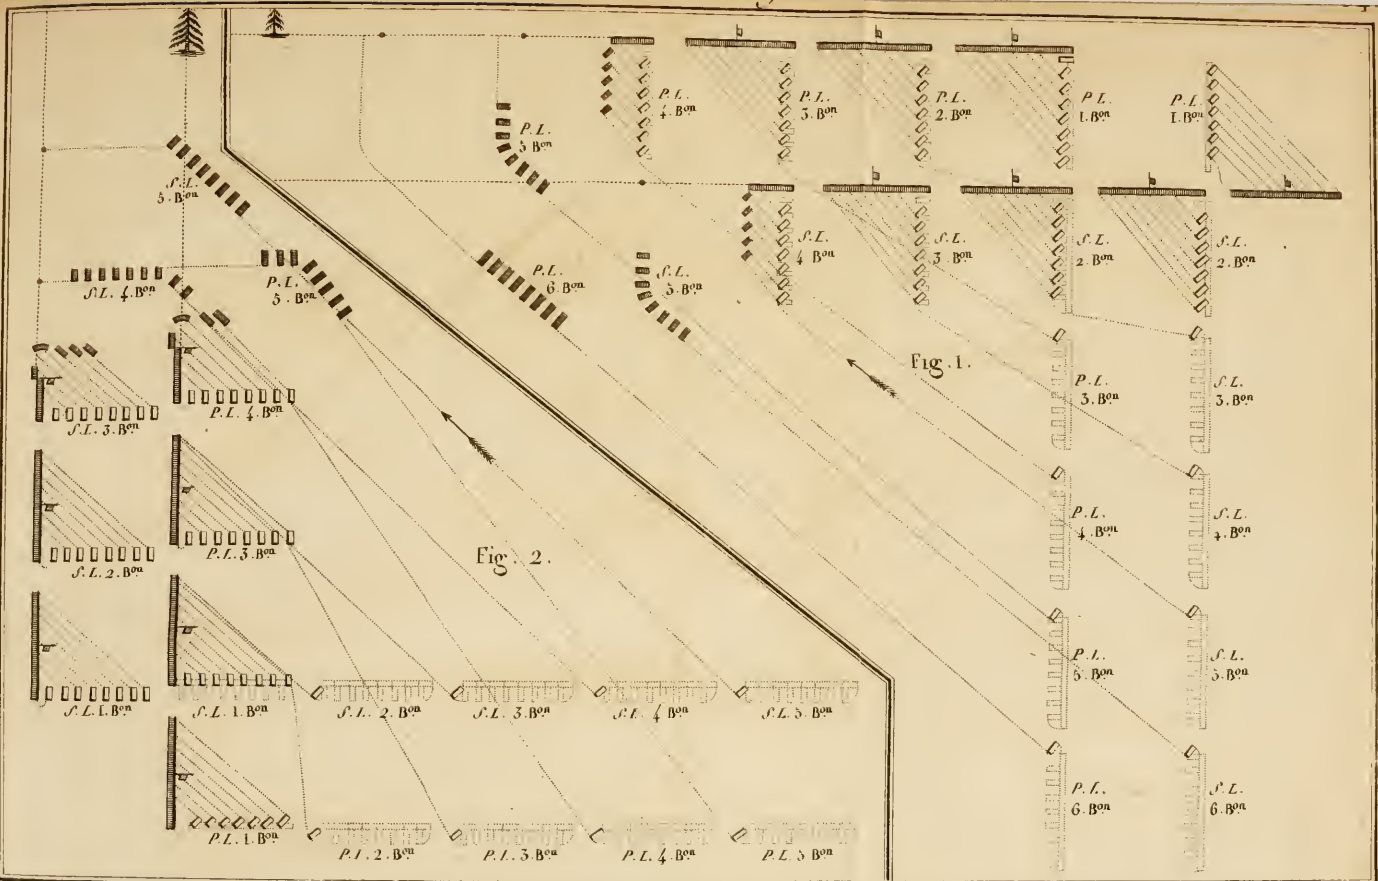 P. L.
4. Bon
P. L.
3. Bon
P. L.
2. Bon
P. L.
1. Bon
P. L.
1. Bon
P. L.
5 Bon
S. L.
5. Bon
S. L.
4 Bon
S. L.
3 Bon
S. L.
2. Bon
S. L.
2. Bon
P. L.
6. Bon
S. L.
5. Bon
P. L.
5. Bon
S. L. 4. Bon
Fig. 1.
P. L.
3. Bon
S. L.
3. Bon
P. L. 4. Bon
S. L. 3. Bon
P. L.
4. Bon
S. L.
4. Bon
P. L. 3. Bon
Fig. 2.
S. L. 2. Bon
P. L.
5. Bon
S. L.
5. Bon
S. L. 1. Bon
S. L. 1. Bon
S. L. 2. Bon
S. L. 3. Bon
S. L. 4 Bon
S. L. 5. Bon
P. L.
6. Bon
S. L.
6. Bon
P. L. 1. Bon
P. L. 2. Bon
P. L. 3. Bon
P. L. 4 Bon
P. L. 5 Bon